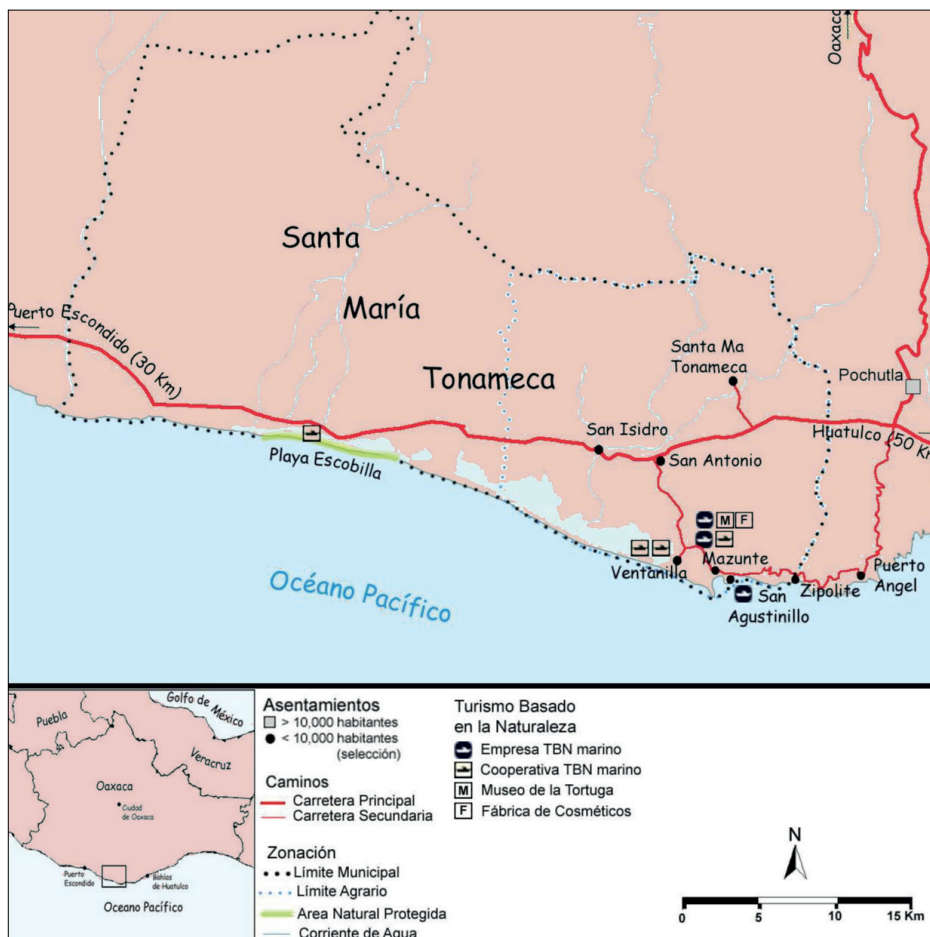 Oaxaca
Santa
María
Tonameca
Puerto Escondido (30 Km)
Santa Ma
Tonameca
Pochutla
San Isidro
San Antonio
Huatulco (50 Km
Playa Escobilla
M F
Mazunte
Ventanilla
San
Agustinillo
Zipolite
Puerto
Angel
Océano Pacífico
Golfo de
México
Puebla
Veracruz
Oaxaca
Ciudad
de Oaxaca
Puerto
Escondido
Bahías
de Huatulco
Oceano Pacífico
Asentamientos
> 10,000 habitantes
< 10,000 habitantes
(selección)
Caminos
Carretera Principal
Carretera Secundaria
Zonación
Límite Municipal
Límite Agrario
Area Natural Protegida
Corriente de Agua
Turismo Basado
en la Naturaleza
Empresa TBN marino
Cooperativa TBN marino
M Museo de la Tortuga
F Fábrica de Cosméticos
N
0 5 10 15 Km